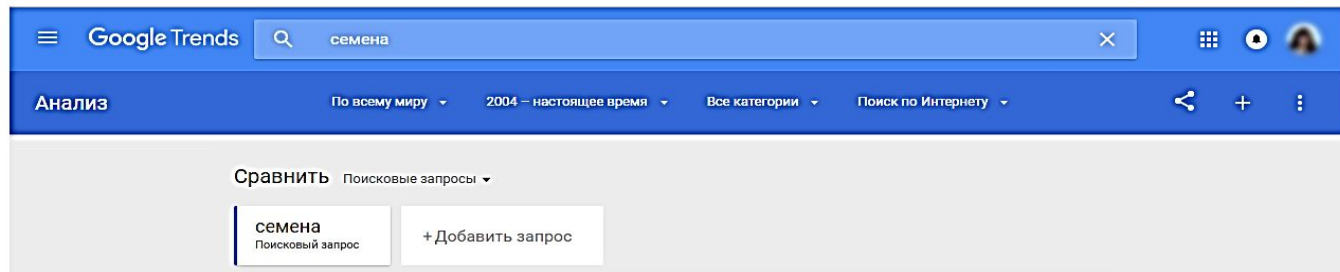 Google Trends семена
Анализ По всему миру 2004 – настоящее время Все категории Поиск по Интернету
Сравнить Поисковые запросы
семена
Поисковый запрос
+Добавить запрос